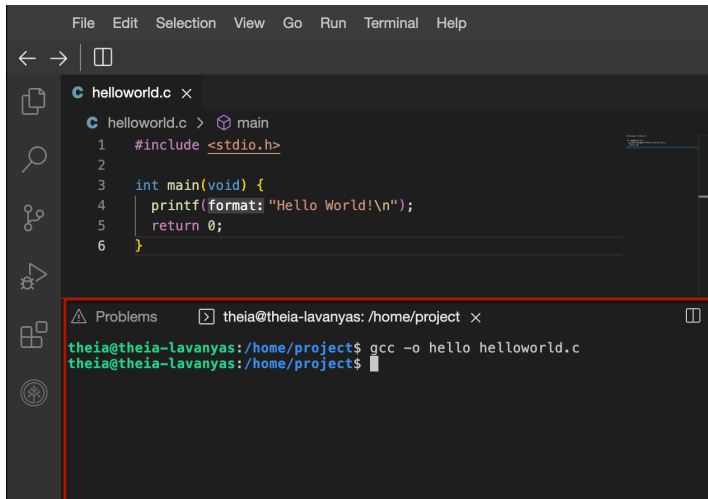 File Edit Selection View Go Run Terminal Help
C helloworld.c ×
C helloworld.c > main
1 #include <stdio.h>
2
3 int main(void) {
4 printf(format: "Hello World!\n");
5 return 0;
6 }
Problems theia@theia-lavanyas: /home/project ×
theia@theia-lavanyas:/home/project$ gcc -o hello helloworld.c
theia@theia-lavanyas:/home/project$